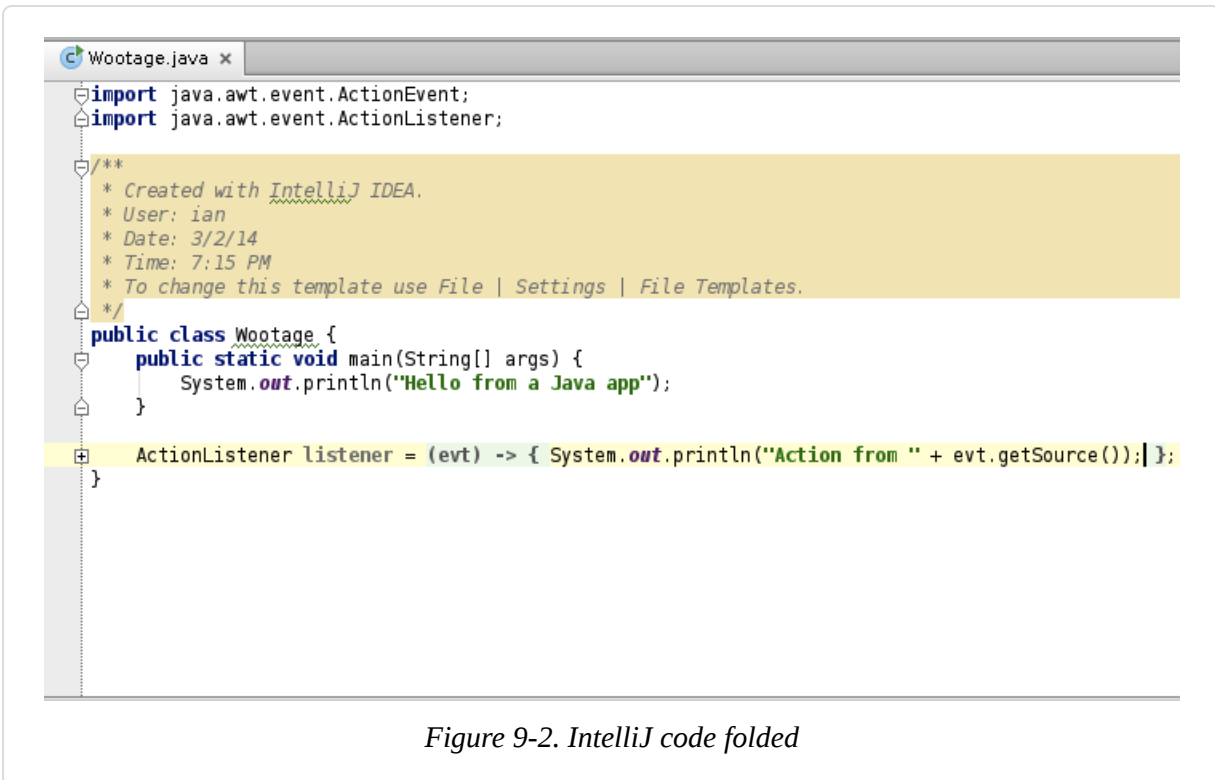 Wootage.java
import java.awt.event.ActionEvent;
import java.awt.event.ActionListener;
/**
 * Created with IntelliJ IDEA.
 * User: ian
 * Date: 3/2/14
 * Time: 7:15 PM
 * To change this template use File | Settings | File Templates.
 */
public class Wootage {
    public static void main(String[] args) {
        System.out.println("Hello from a Java app");
    }
    ActionListener listener = (evt) -> { System.out.println("Action from " + evt.getSource()); };
}
Figure 9-2. IntelliJ code folded